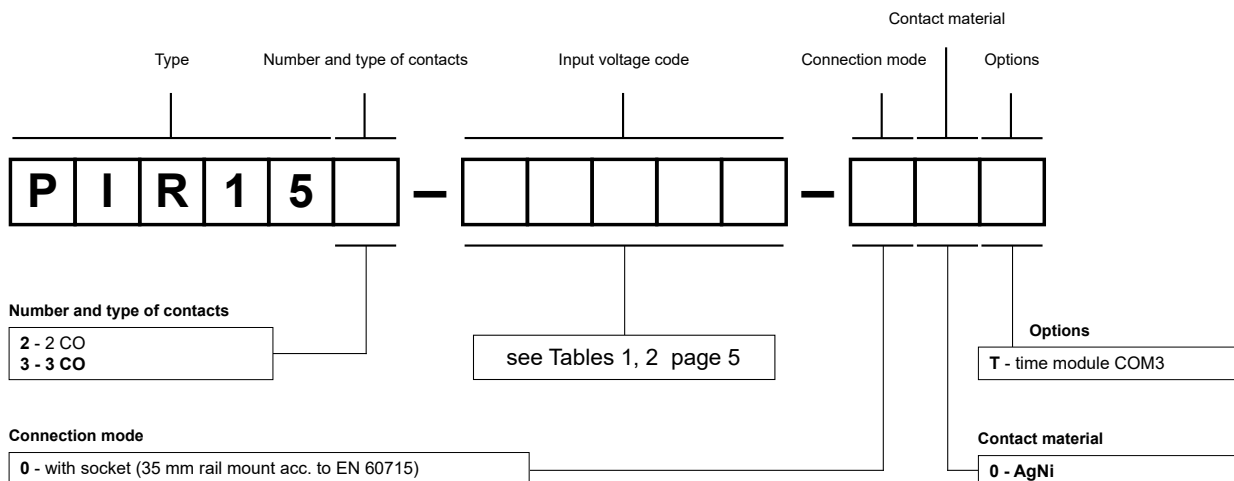 Contact material
Type Number and type of contacts Input voltage code Connection mode Options
P I R 1 5 – –
Number and type of contacts
2 - 2 CO
3 - 3 CO
see Tables 1, 2 page 5
Options
T - time module COM3
Connection mode
0 - with socket (35 mm rail mount acc. to EN 60715)
Contact material
0 - AgNi